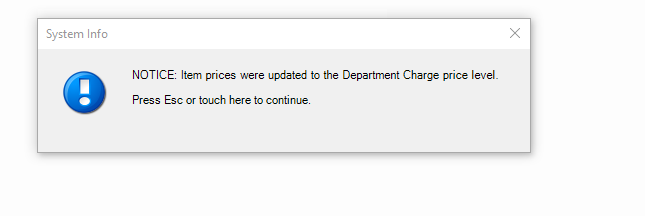 System Info
NOTICE: Item prices were updated to the Department Charge price level.
Press Esc or touch here to continue.